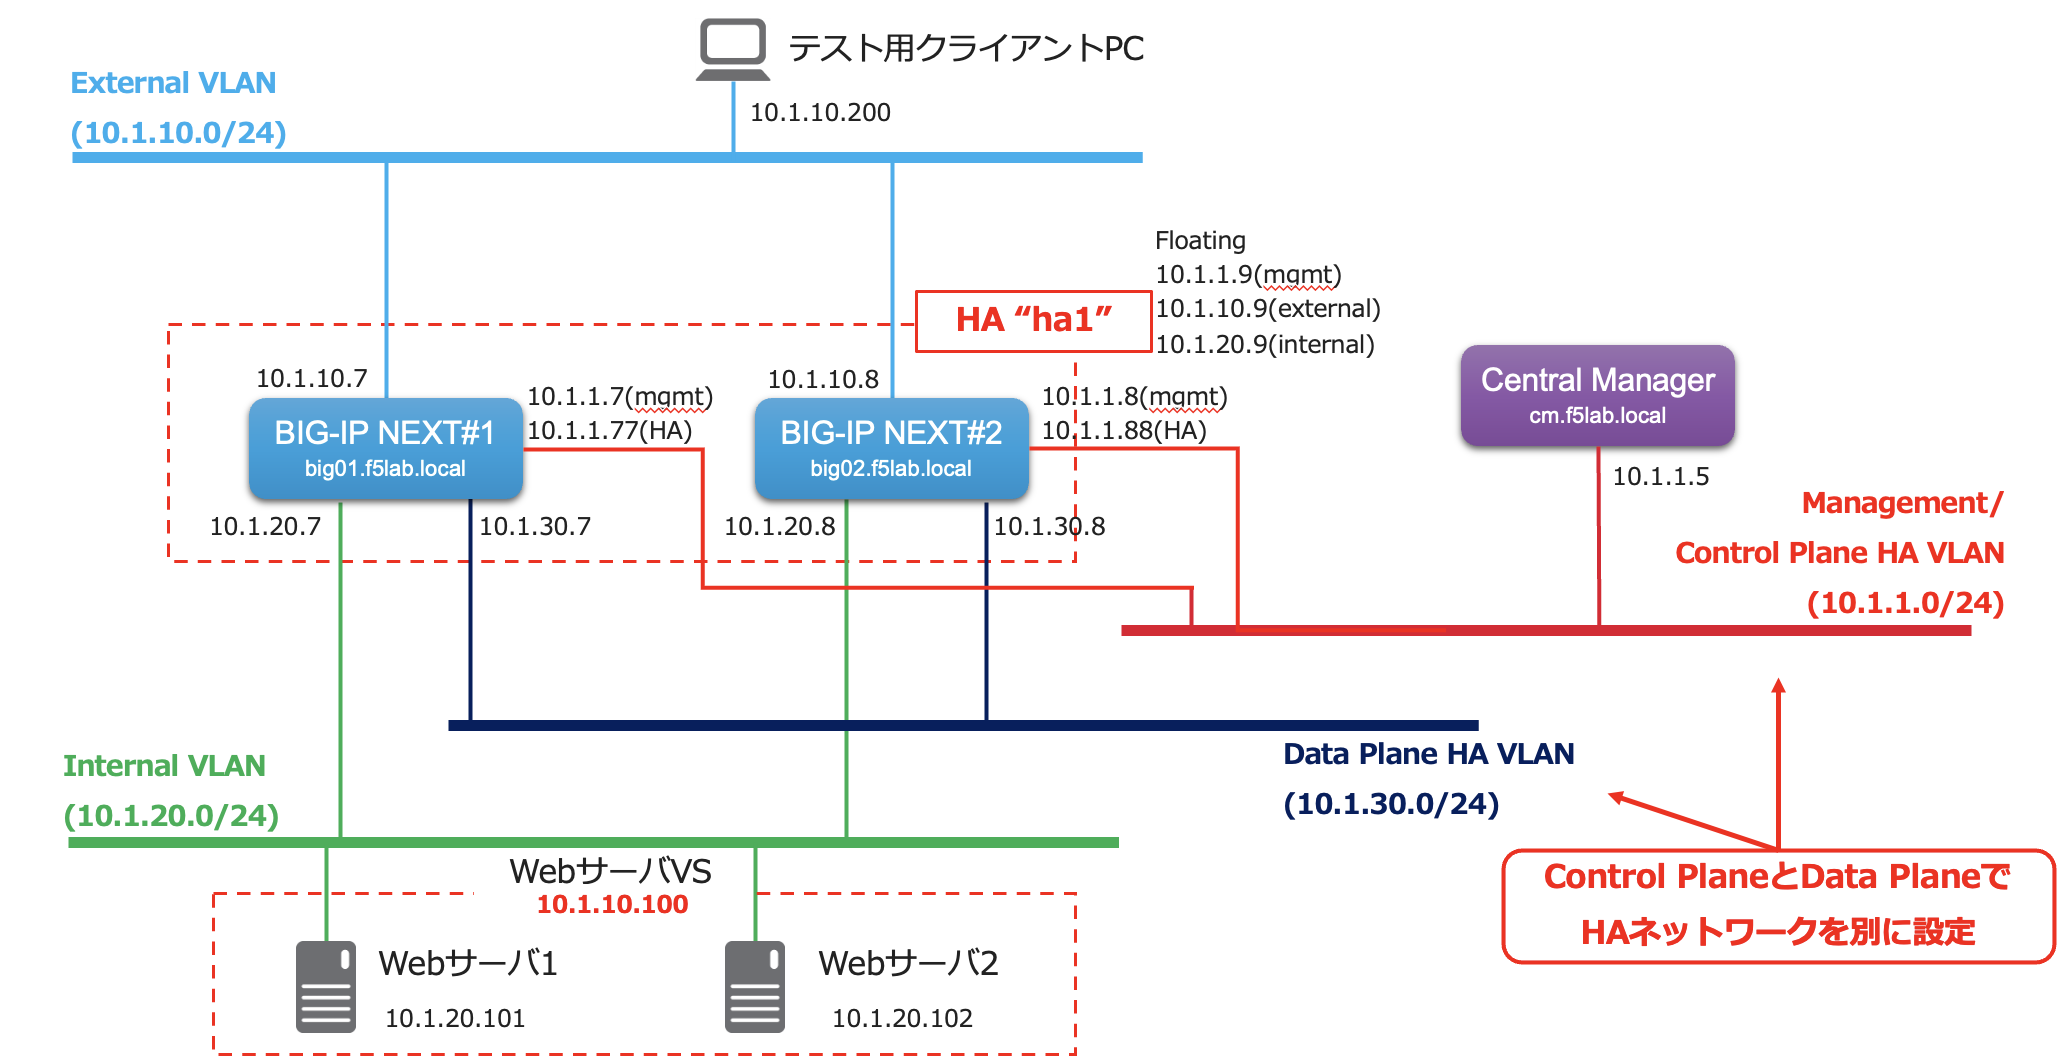 テスト用クライアントPC
10.1.10.200
External VLAN
(10.1.10.0/24)
Floating
10.1.1.9(mgmt)
10.1.10.9(external)
10.1.20.9(internal)
HA “ha1”
10.1.10.7
BIG-IP NEXT#1
big01.f5lab.local
10.1.1.7(mgmt)
10.1.1.77(HA)
10.1.20.7
10.1.30.7
10.1.10.8
BIG-IP NEXT#2
big02.f5lab.local
10.1.1.8(mgmt)
10.1.1.88(HA)
10.1.20.8
10.1.30.8
Central Manager
cm.f5lab.local
10.1.1.5
Management/
Control Plane HA VLAN
(10.1.1.0/24)
Data Plane HA VLAN
(10.1.30.0/24)
Internal VLAN
(10.1.20.0/24)
Control PlaneとData Planeで
HAネットワークを別に設定
WebサーバVS
10.1.10.100
Webサーバ1
10.1.20.101
Webサーバ2
10.1.20.102